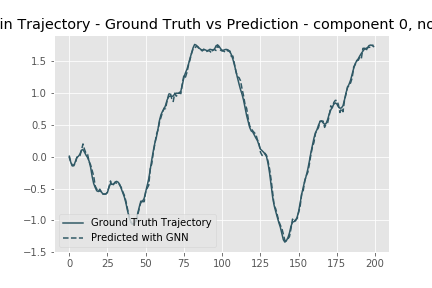 in Trajectory - Ground Truth vs Prediction - component 0, no
1.5
1.0
0.5
0.0
−0.5
−1.0
−1.5
Ground Truth Trajectory
Predicted with GNN
0 25 50 75 100 125 150 175 200